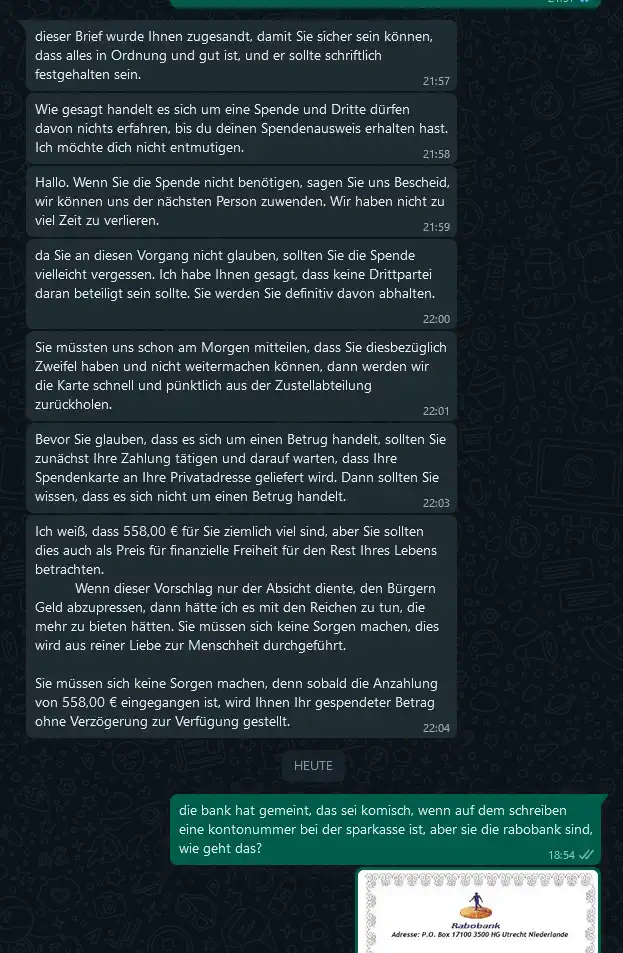 dieser Brief wurde Ihnen zugesandt, damit Sie sicher sein können,
dass alles in Ordnung und gut ist, und er sollte schriftlich
festgehalten sein.
21:57
Wie gesagt handelt es sich um eine Spende und Dritte dürfen
davon nichts erfahren, bis du deinen Spendenausweis erhalten hast.
Ich möchte dich nicht entmutigen.
21:58
Hallo. Wenn Sie die Spende nicht benötigen, sagen Sie uns Bescheid,
wir können uns der nächsten Person zuwenden. Wir haben nicht zu
viel Zeit zu verlieren.
21:59
da Sie an diesen Vorgang nicht glauben, sollten Sie die Spende
vielleicht vergessen. Ich habe Ihnen gesagt, dass keine Drittpartei
daran beteiligt sein sollte. Sie werden Sie definitiv davon abhalten.
22:00
Sie müssten uns schon am Morgen mitteilen, dass Sie diesbezüglich
Zweifel haben und nicht weitermachen können, dann werden wir
die Karte schnell und pünktlich aus der Zustellabteilung
zurückholen.
22:01
Bevor Sie glauben, dass es sich um einen Betrug handelt, sollten Sie
zunächst Ihre Zahlung tätigen und darauf warten, dass Ihre
Spendenkarte an Ihre Privatadresse geliefert wird. Dann sollten Sie
wissen, dass es sich nicht um einen Betrug handelt.
22:03
Ich weiß, dass 558,00 € für Sie ziemlich viel sind, aber Sie sollten
dies auch als Preis für finanzielle Freiheit für den Rest Ihres Lebens
betrachten.
Wenn dieser Vorschlag nur der Absicht diente, den Bürgern
Geld abzupressen, dann hätte ich es mit den Reichen zu tun, die
mehr zu bieten hätten. Sie müssen sich keine Sorgen machen, dies
wird aus reiner Liebe zur Menschheit durchgeführt.
Sie müssen sich keine Sorgen machen, denn sobald die Anzahlung
von 558,00 € eingegangen ist, wird Ihnen Ihr gespendeter Betrag
ohne Verzögerung zur Verfügung gestellt.
22:04
HEUTE
die bank hat gemeint, das sei komisch, wenn auf dem schreiben
eine kontonummer bei der sparkasse ist, aber sie die rabobank sind,
wie geht das?
18:54
Rabobank
Adresse: P.O. Box 17100 3500 HG Utrecht Niederlande